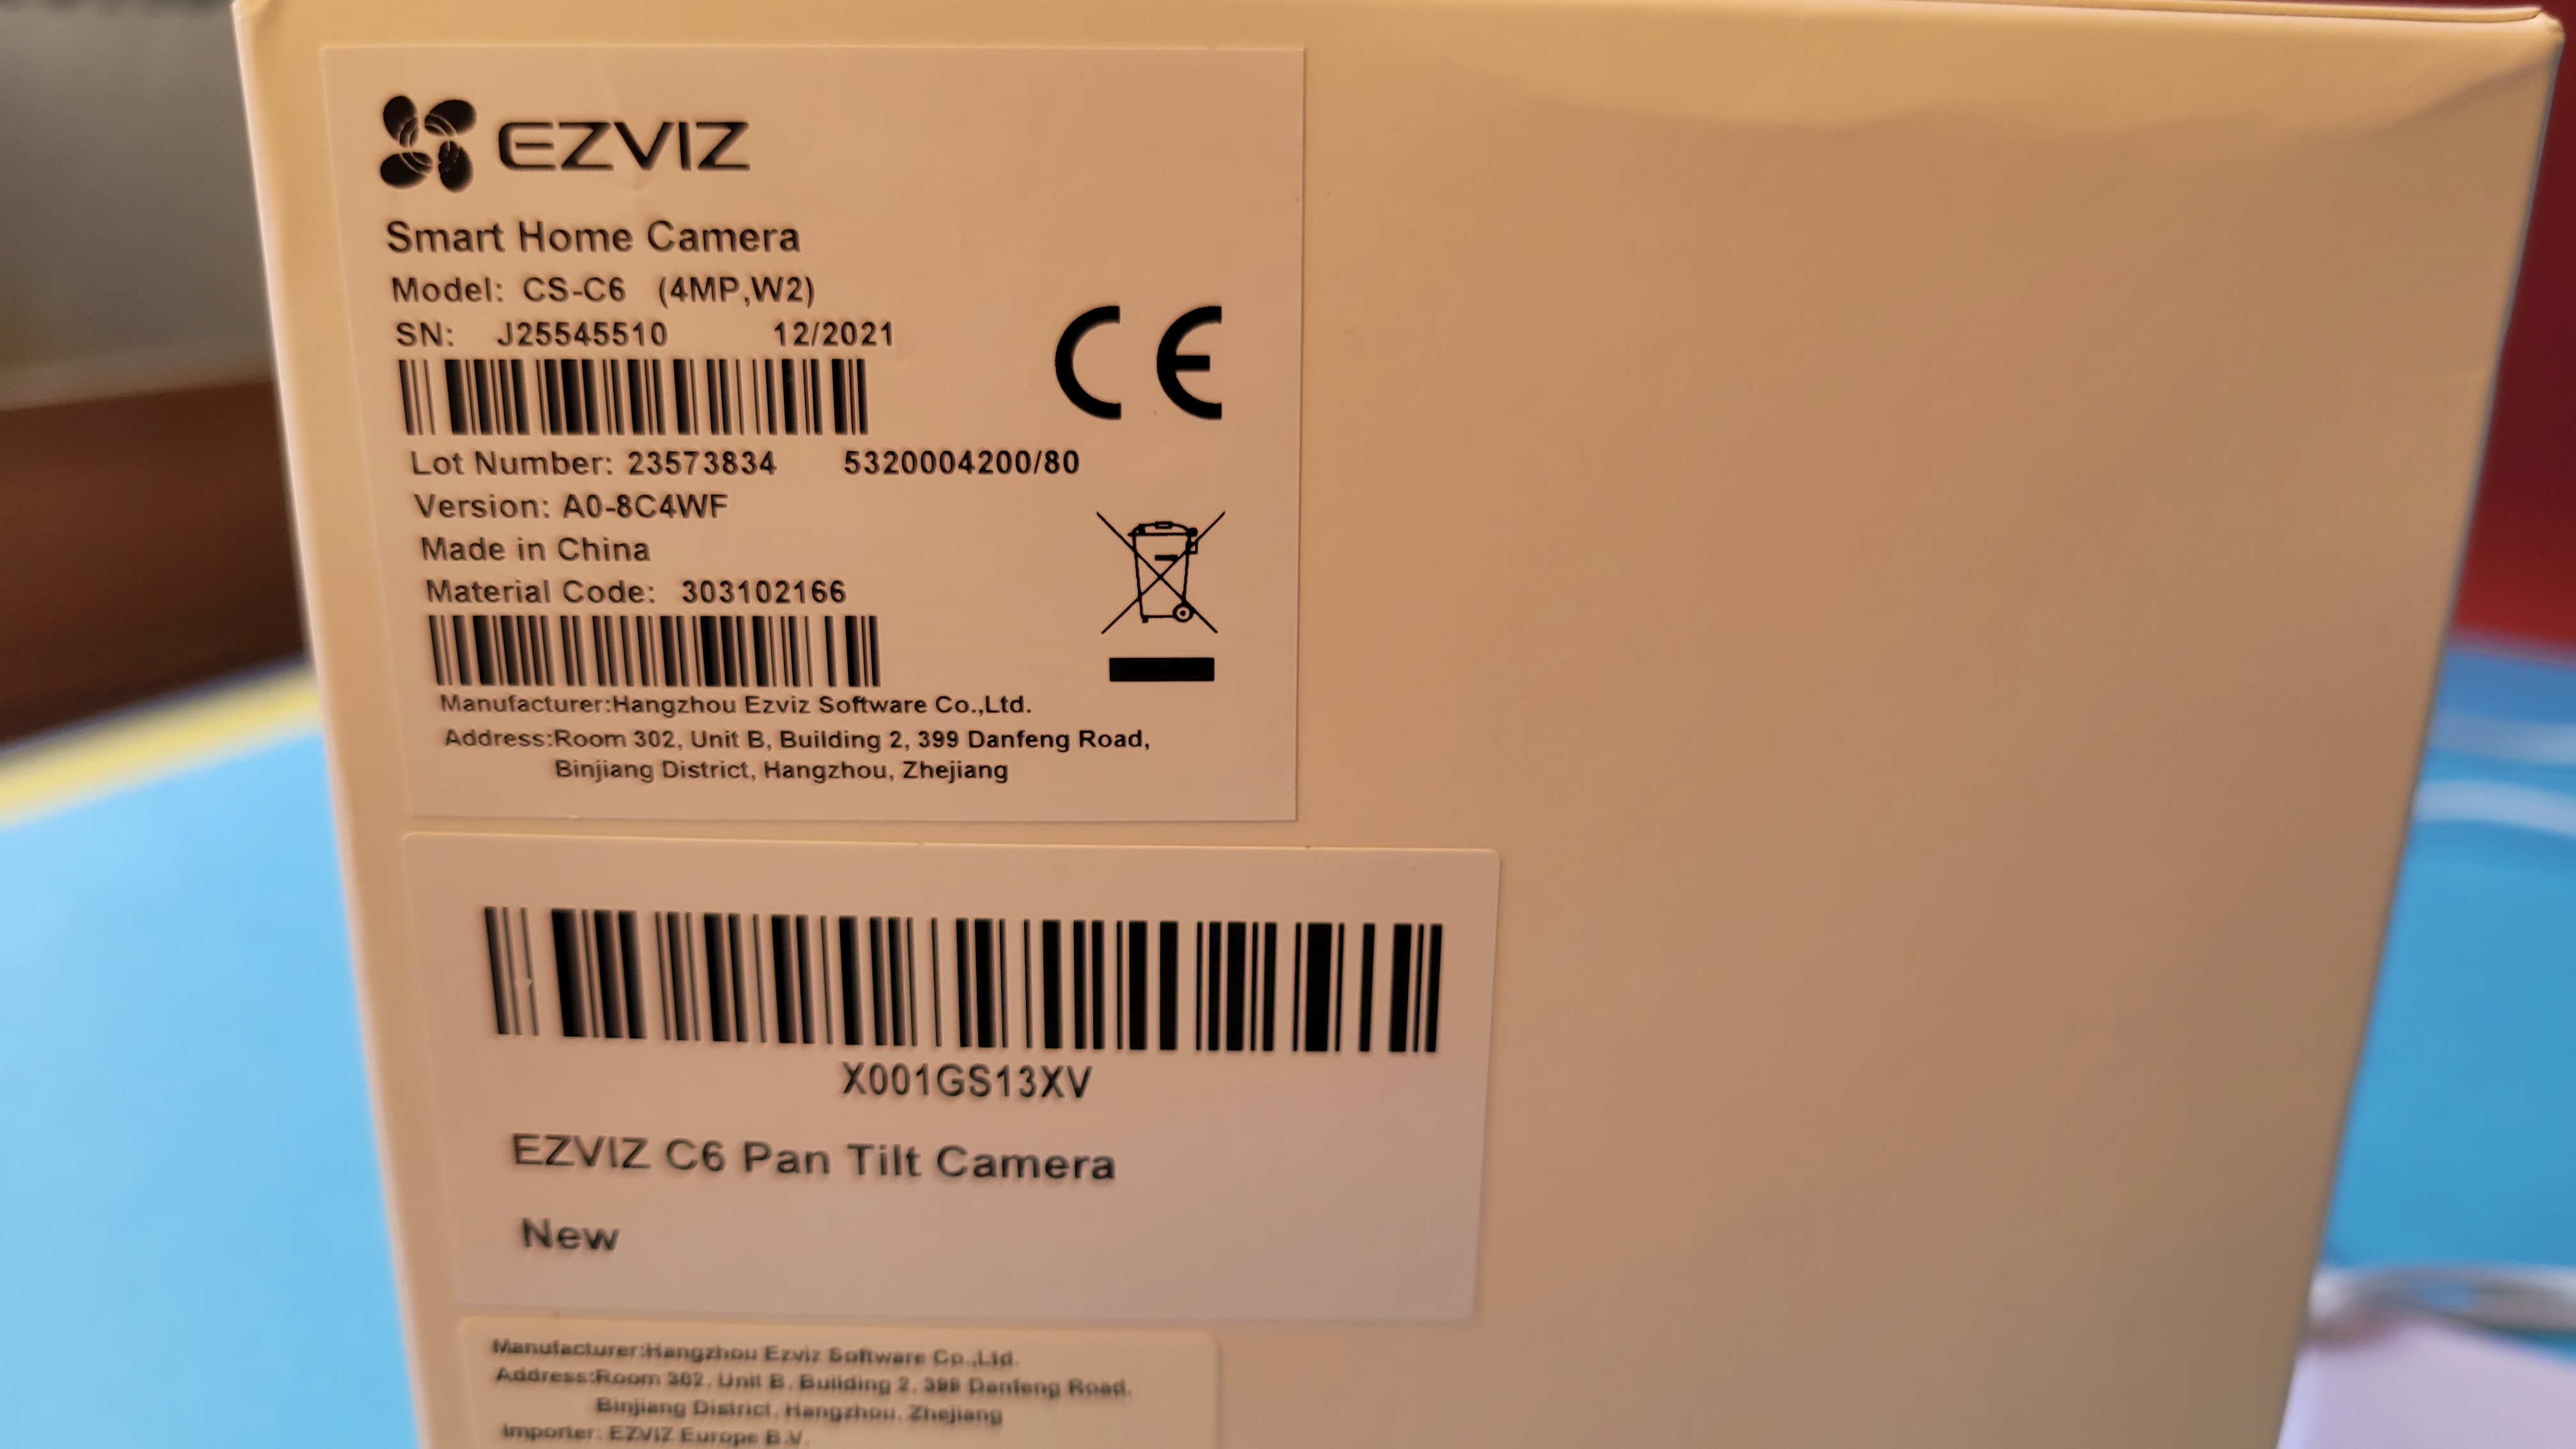 EZVIZ
Smart Home Camera
Model: CS-C6 (4MP,W2)
SN: J25545510 12/2021
CE
Lot Number: 23573834 5320004200/80
Version: A0-8C4WF
Made in China
Material Code: 303102166
Manufacturer:Hangzhou Ezviz Software Co.,Ltd.
Address:Room 302, Unit B, Building 2, 399 Danfeng Road,
Binjiang District, Hangzhou, Zhejiang
X001GS13XV
EZVIZ C6 Pan Tilt Camera
New
Manufacturer:Hangzhou Ezviz Software Co.,Ltd.
Address:Room 302, Unit B, Building 2, 399 Danfeng Road,
Binjiang District, Hangzhou, Zhejiang
Importer: EZVIZ Europe B.V.